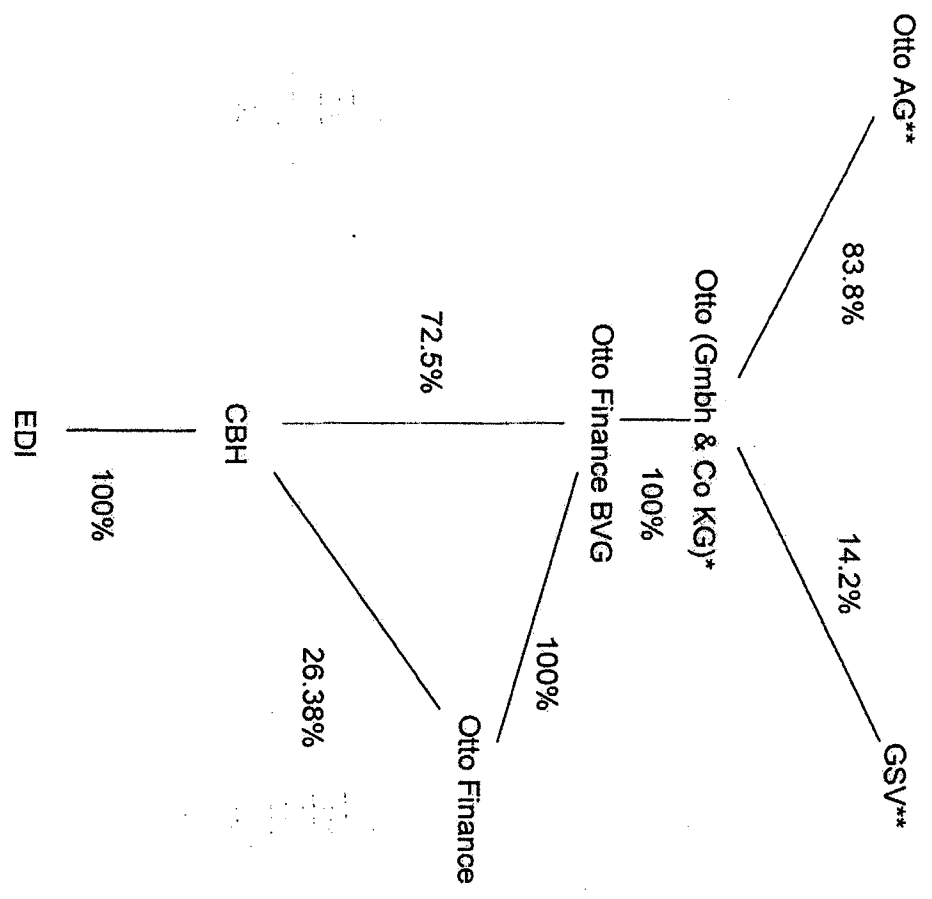 Otto AG**
GSV**
83.8%
14.2%
Otto (Gmbh & Co KG)*
100%
Otto Finance BVG
100%
72.5%
Otto Finance
26.38%
CBH
100%
EDI